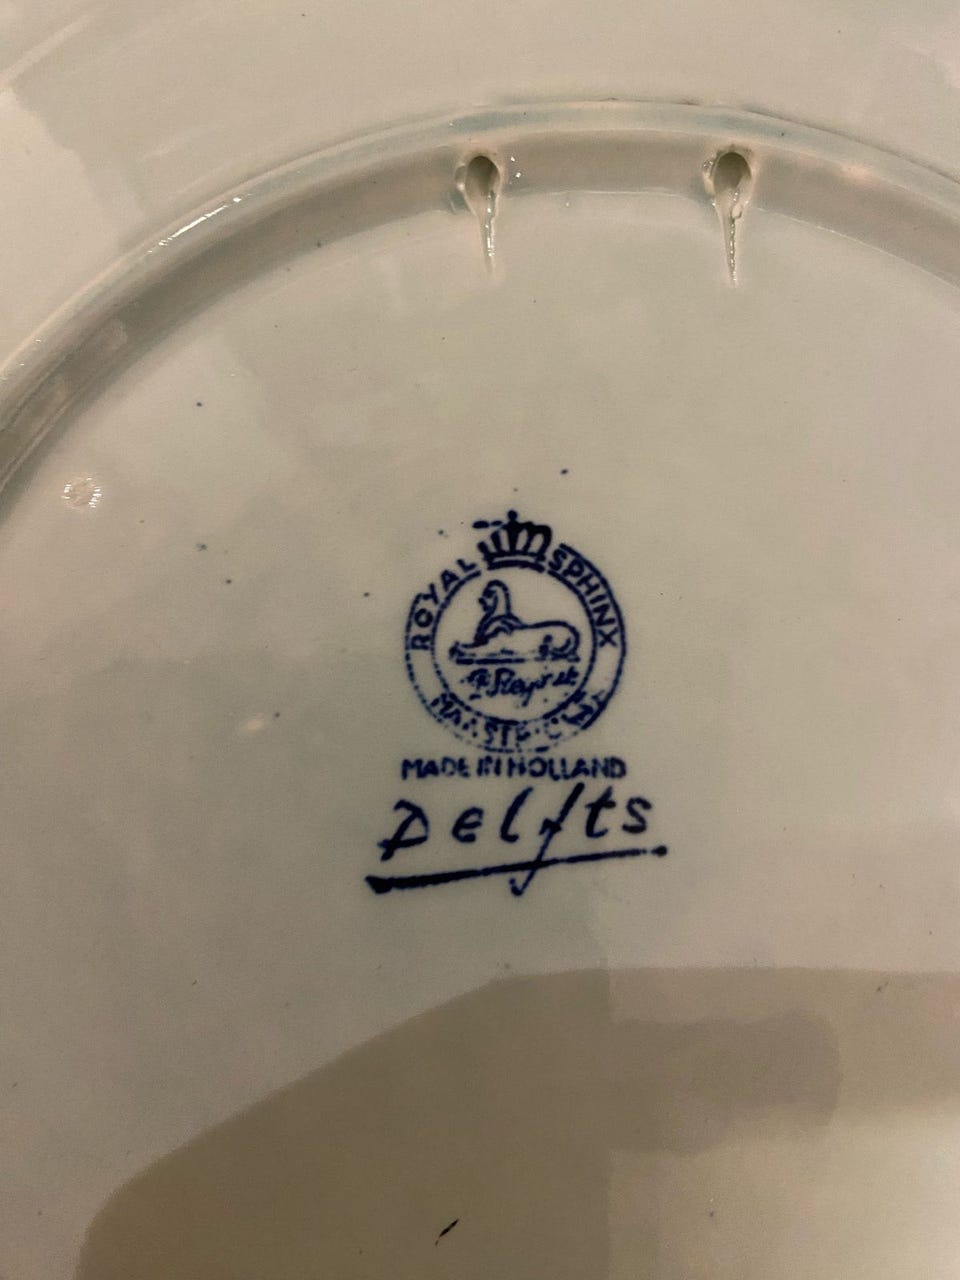 ROYAL SPHINX
P. Regout
MAASTRICHT
MADE IN HOLLAND
Delfts